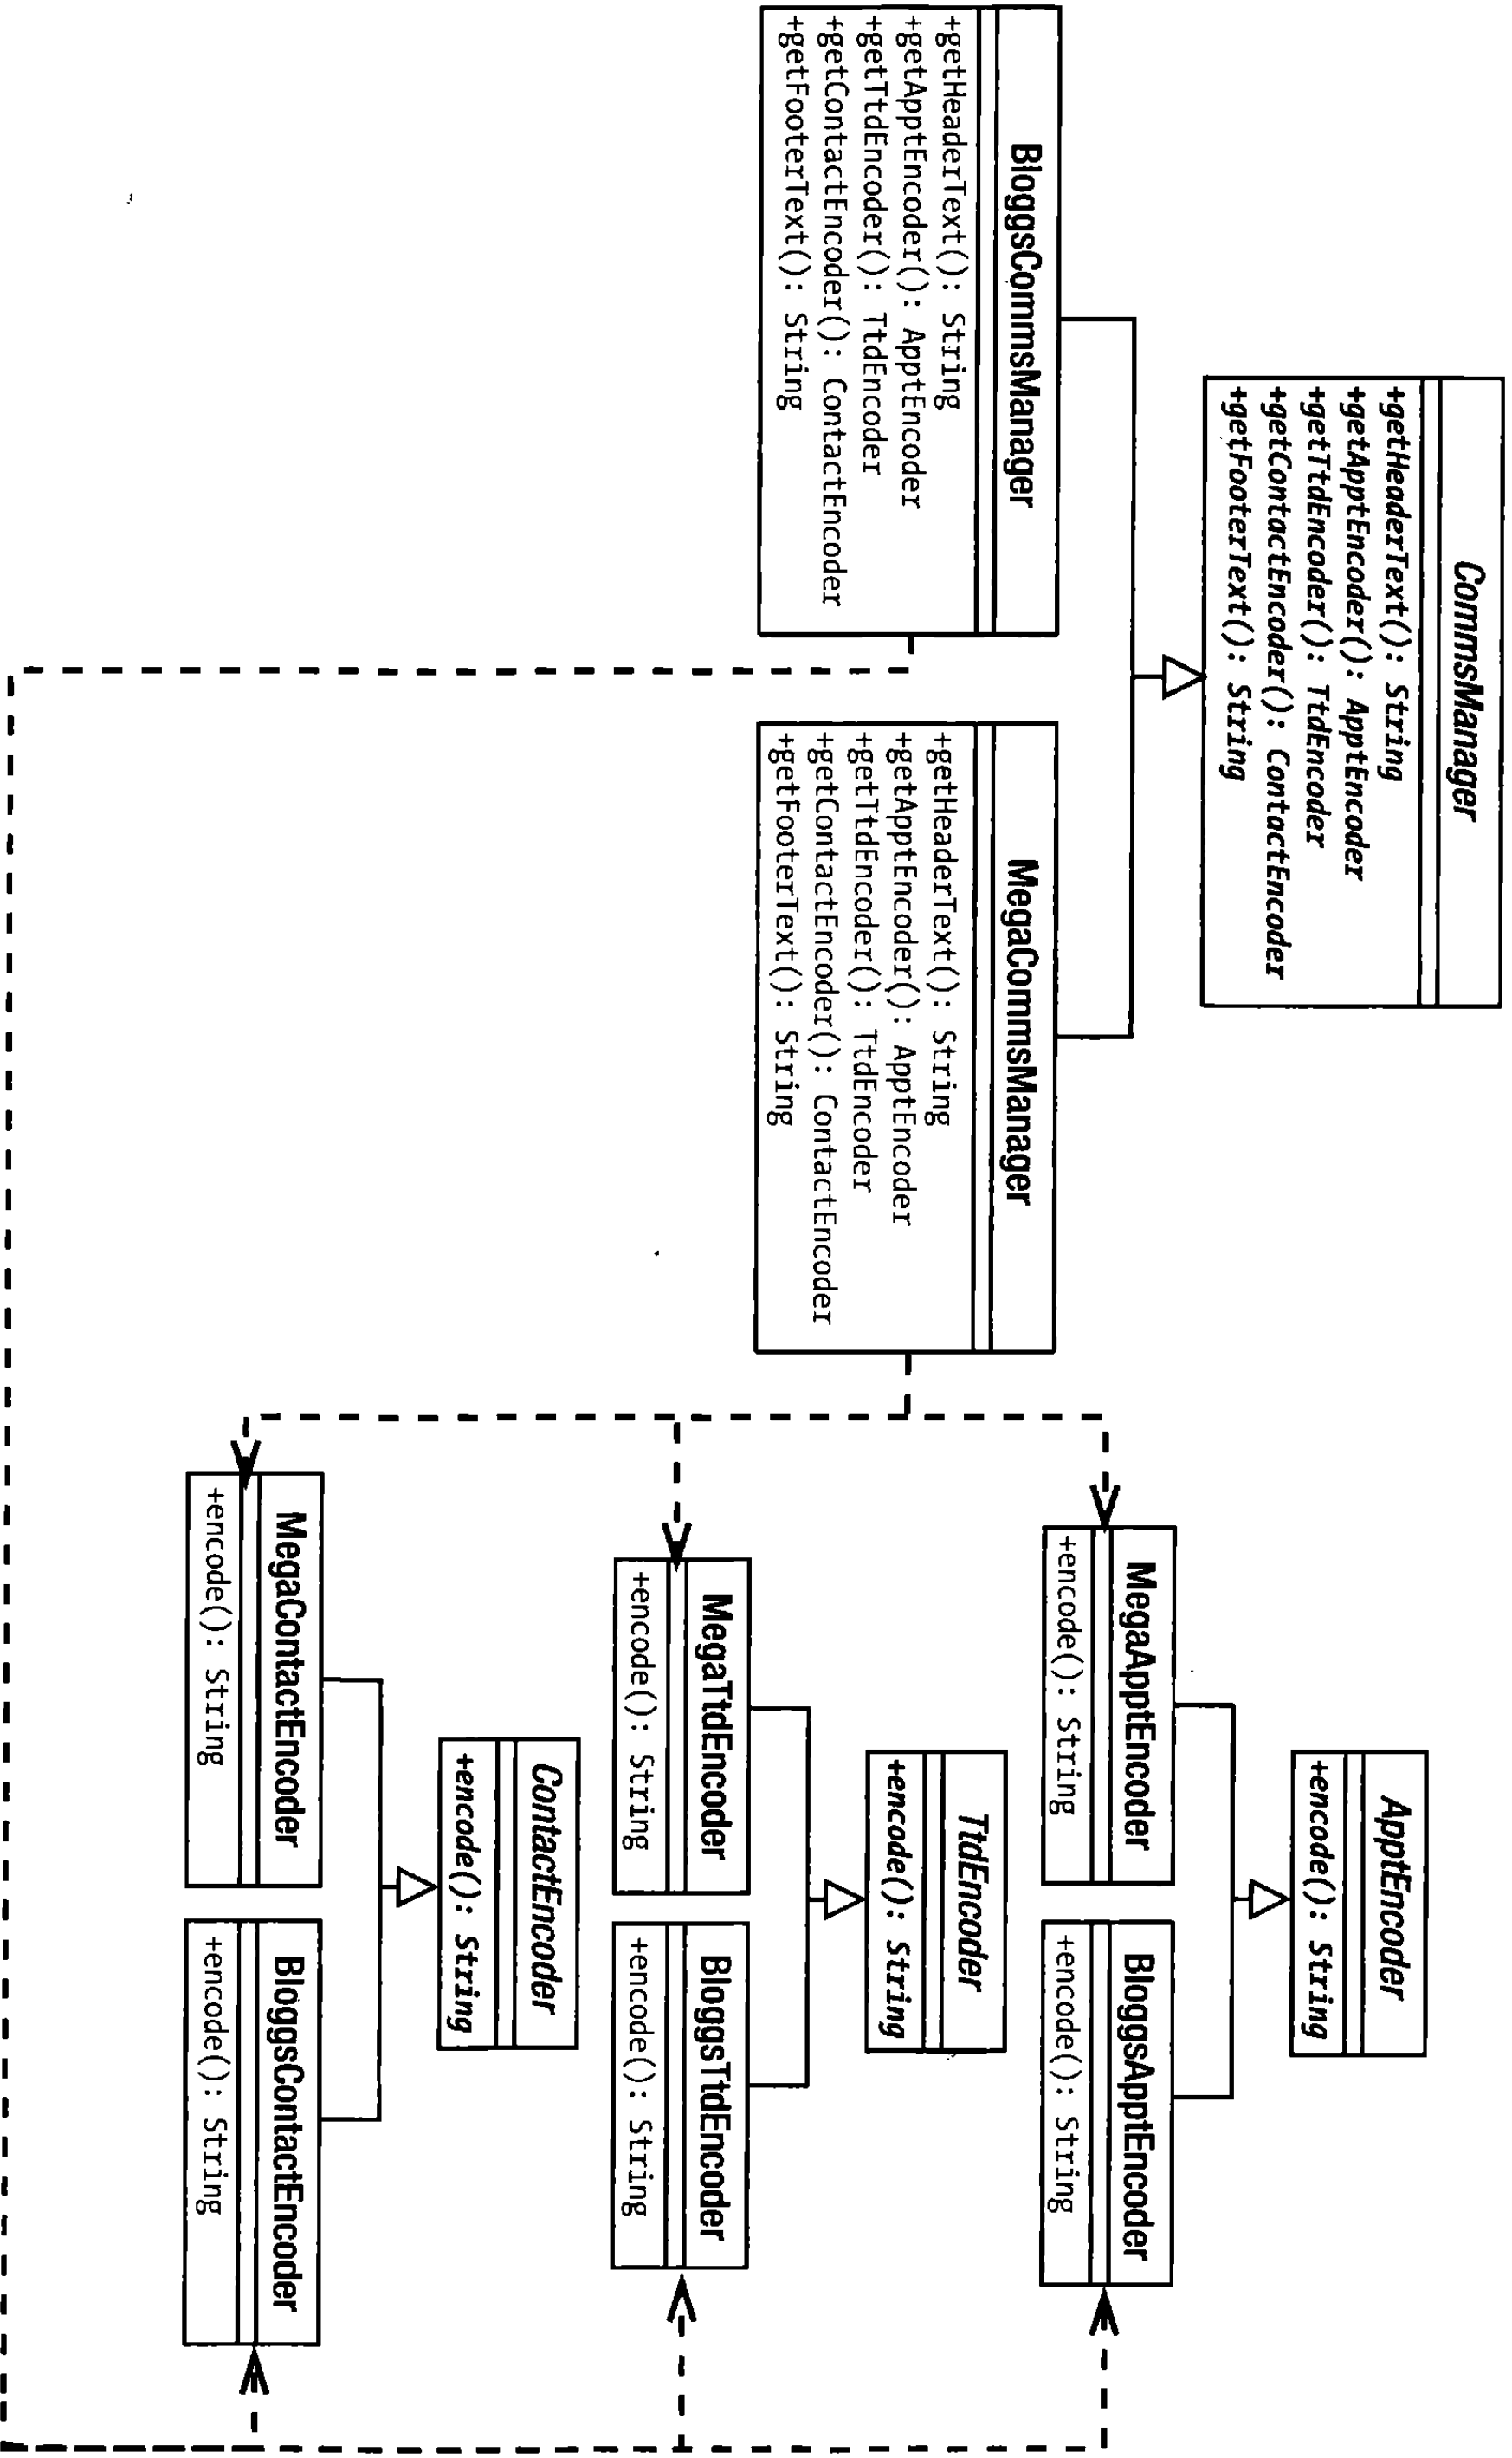 CommsManager
+getHeaderText(): String
+getApptEncoder(): ApptEncoder
+getTtdEncoder(): TtdEncoder
+getContactEncoder(): ContactEncoder
+getFooterText(): String
BloggsCommsManager
+getHeaderText(): String
+getApptEncoder(): ApptEncoder
+getTtdEncoder(): TtdEncoder
+getContactEncoder(): ContactEncoder
+getFooterText(): String
MegaCommsManager
+getHeaderText(): String
+getApptEncoder(): ApptEncoder
+getTtdEncoder(): TtdEncoder
+getContactEncoder(): ContactEncoder
+getFooterText(): String
ApptEncoder
+encode(): String
MegaApptEncoder
+encode(): String
BloggsApptEncoder
+encode(): String
TtdEncoder
+encode(): String
MegaTtdEncoder
+encode(): String
BloggsTtdEncoder
+encode(): String
ContactEncoder
+encode(): String
MegaContactEncoder
+encode(): String
BloggsContactEncoder
+encode(): String